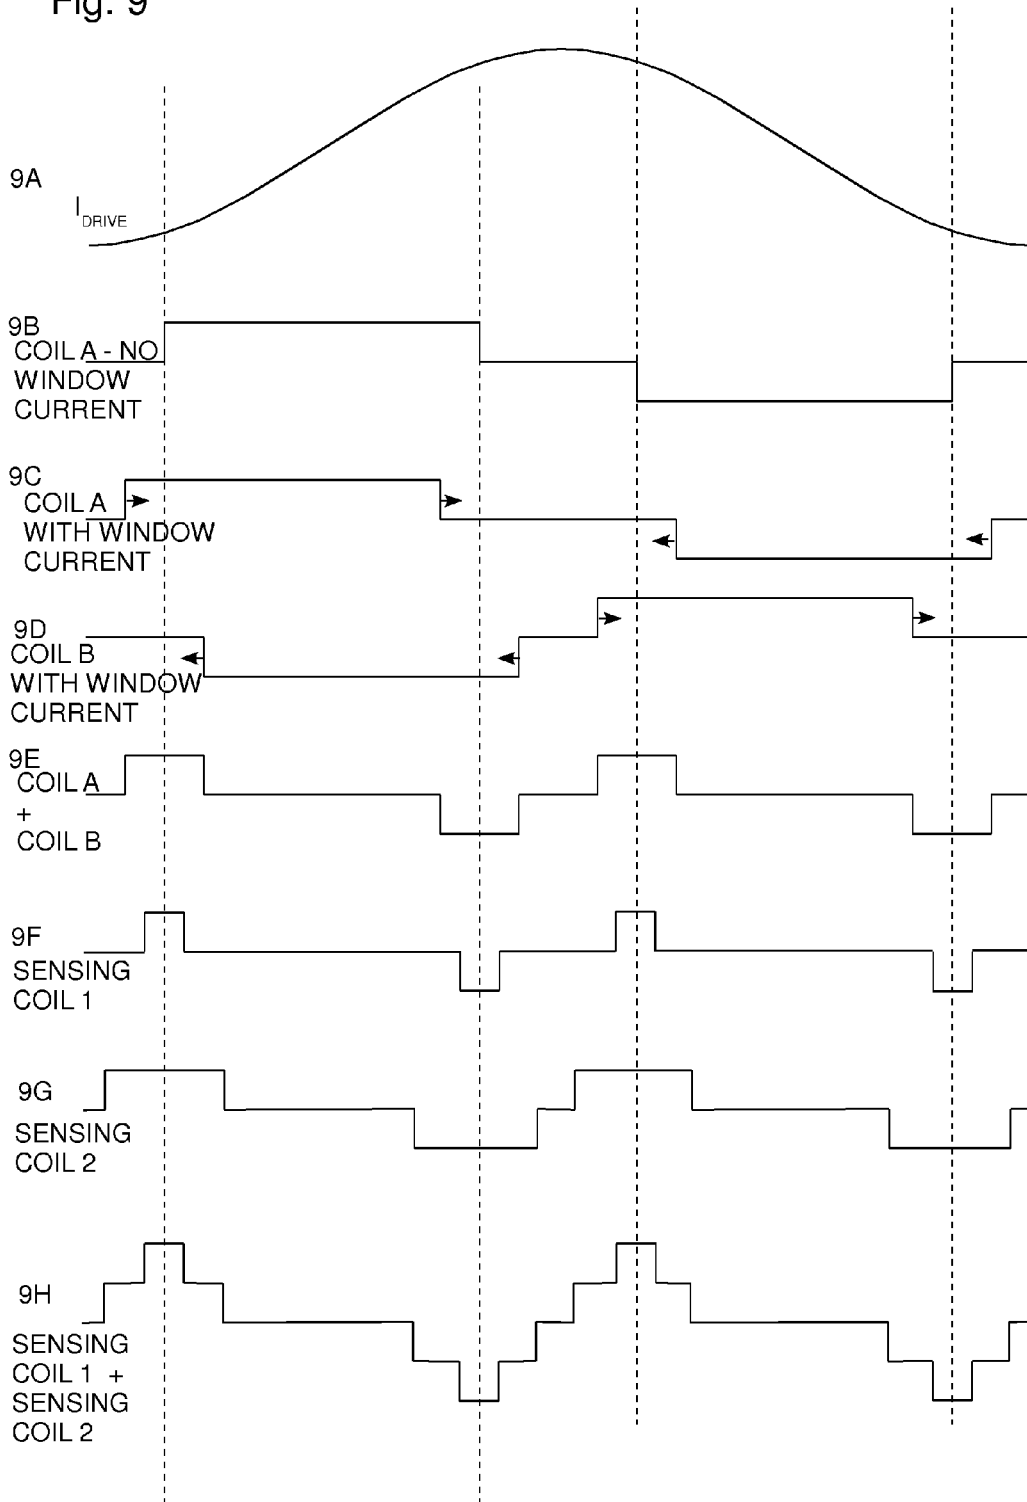 Fig. 9
9A
I DRIVE
9B
COIL A - NO
WINDOW
CURRENT
9C
COIL A
WITH WINDOW
CURRENT
9D
COIL B
WITH WINDOW
CURRENT
9E
COIL A
+
COIL B
9F
SENSING
COIL 1
9G
SENSING
COIL 2
9H
SENSING
COIL 1 +
SENSING
COIL 2